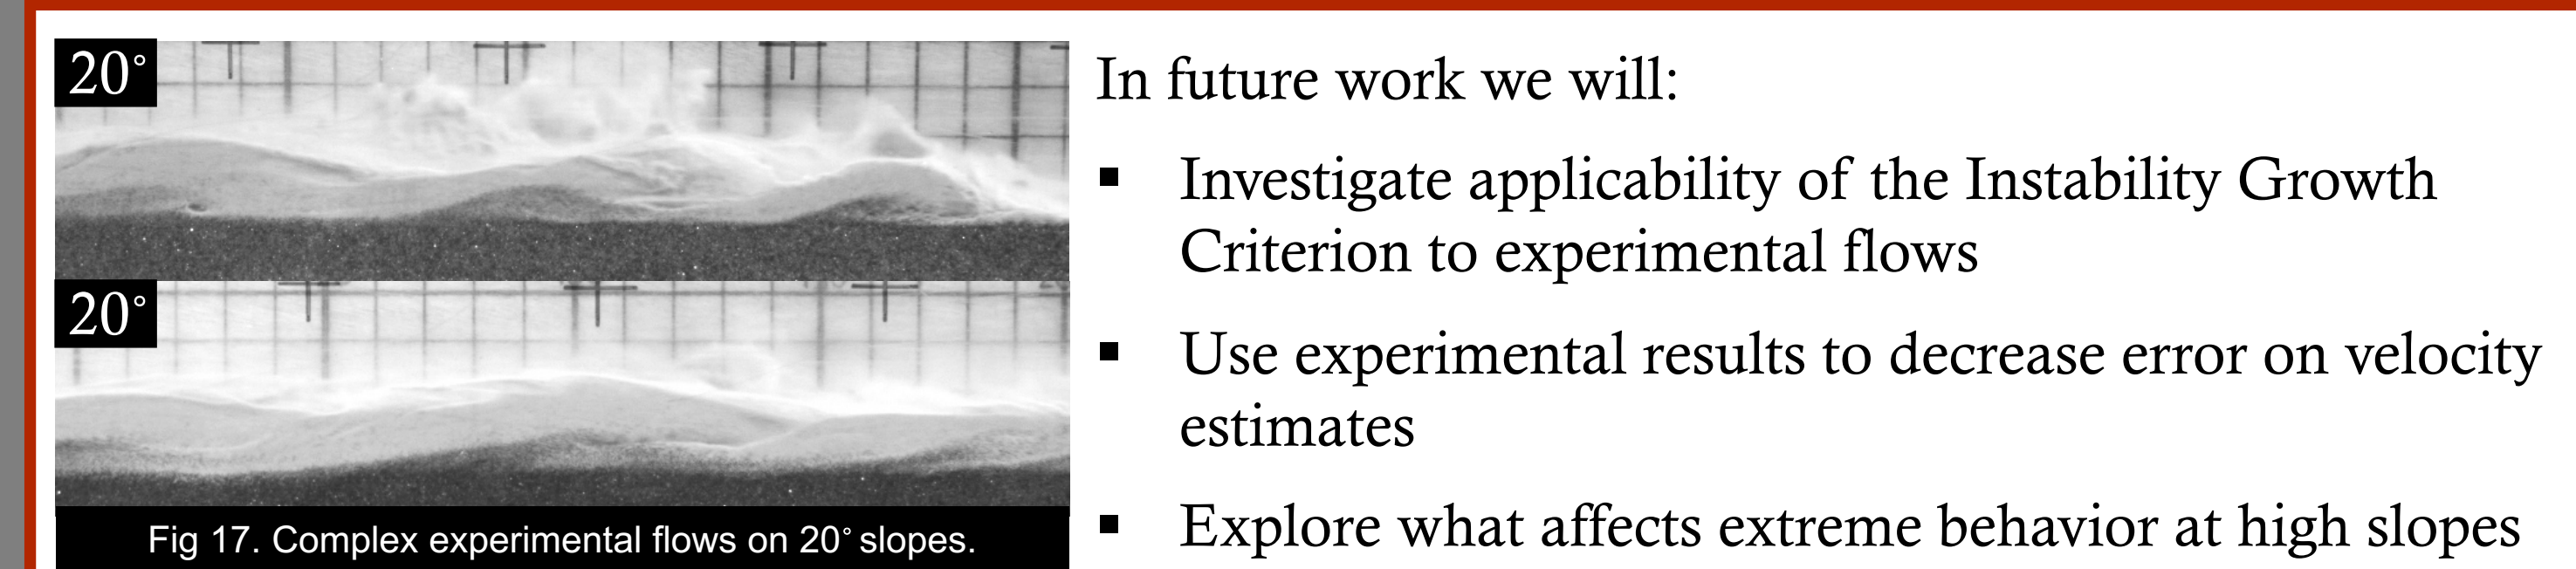 20°
20°
Fig 17. Complex experimental flows on 20° slopes.
In future work we will:
▪ Investigate applicability of the Instability Growth
Criterion to experimental flows
▪ Use experimental results to decrease error on velocity
estimates
▪ Explore what affects extreme behavior at high slopes